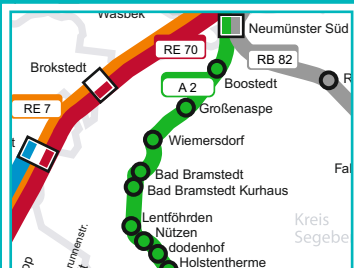 Wasbek
Neumünster Süd
RE 70
RB 82
Brokstedt
Boostedt
A 2
RE 7
Großenaspe
Wiemersdorf
Bad Bramstedt
Bad Bramstedt Kurhaus
Lentföhrden
Kreis
Nützen
dodenhof
Holstentherme